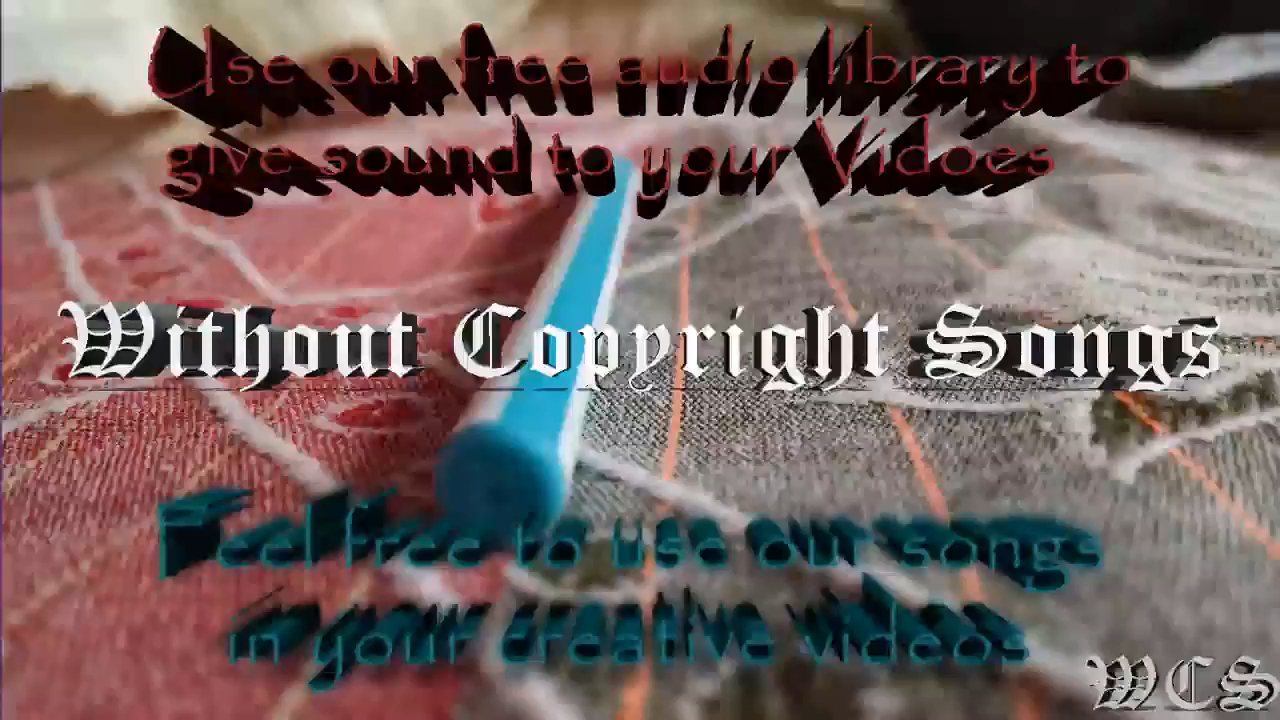 Use our free audio library to
give sound to your Vidoes
Without Copyright Songs
Feel free to use our songs
in your creative videos
WCS